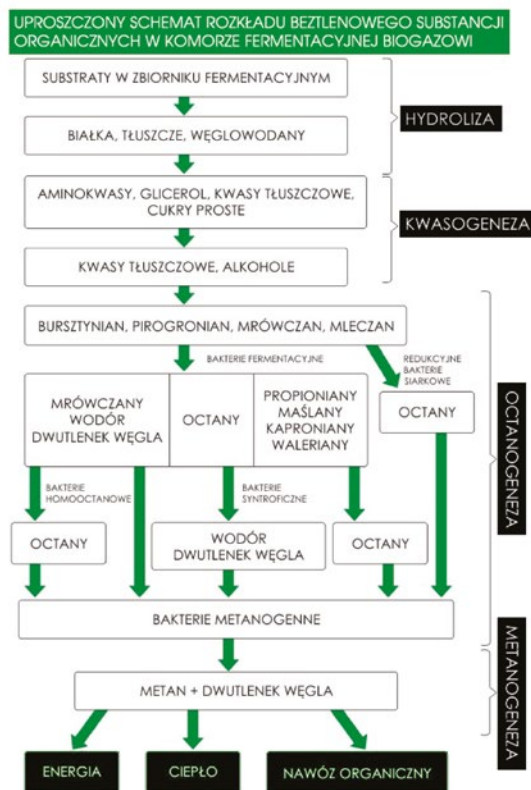 UPROSZCZONY SCHEMAT ROZKŁADU BEZTLENOWEGO SUBSTANCJI
ORGANICZNYCH W KOMORZE FERMENTACYJNEJ BIOGAZOWI
SUBSTRATY W ZBIORNIKU FERMENTACYJNYM
BIAŁKA, TŁUSZCZE, WĘGLOWODANY
HYDROLIZA
AMINOKWASY, GLICEROL, KWASY TŁUSZCZOWE,
CUKRY PROSTE
KWASY TŁUSZCZOWE, ALKOHOLE
KWASOGENEZA
BURSZTYNIAN, PIROGRONIAN, MRÓWCZAN, MLECZAN
BAKTERIE FERMENTACYJNE
REDUKCYJNE
BAKTERIE
SIARKOWE
MRÓWCZANY
WODÓR
DWUTLENEK WĘGLA
OCTANY
PROPIONIANY
MAŚLANY
KAPRONIANY
WALERIANY
OCTANY
BAKTERIE
HOMOOCTANOWE
BAKTERIE
SYNTROFICZNE
OCTANY
WODÓR
DWUTLENEK WĘGLA
OCTANY
OCTANOGENEZA
BAKTERIE METANOGENNE
METAN + DWUTLENEK WĘGLA
METANOGENEZA
ENERGIA
CIEPŁO
NAWÓZ ORGANICZNY